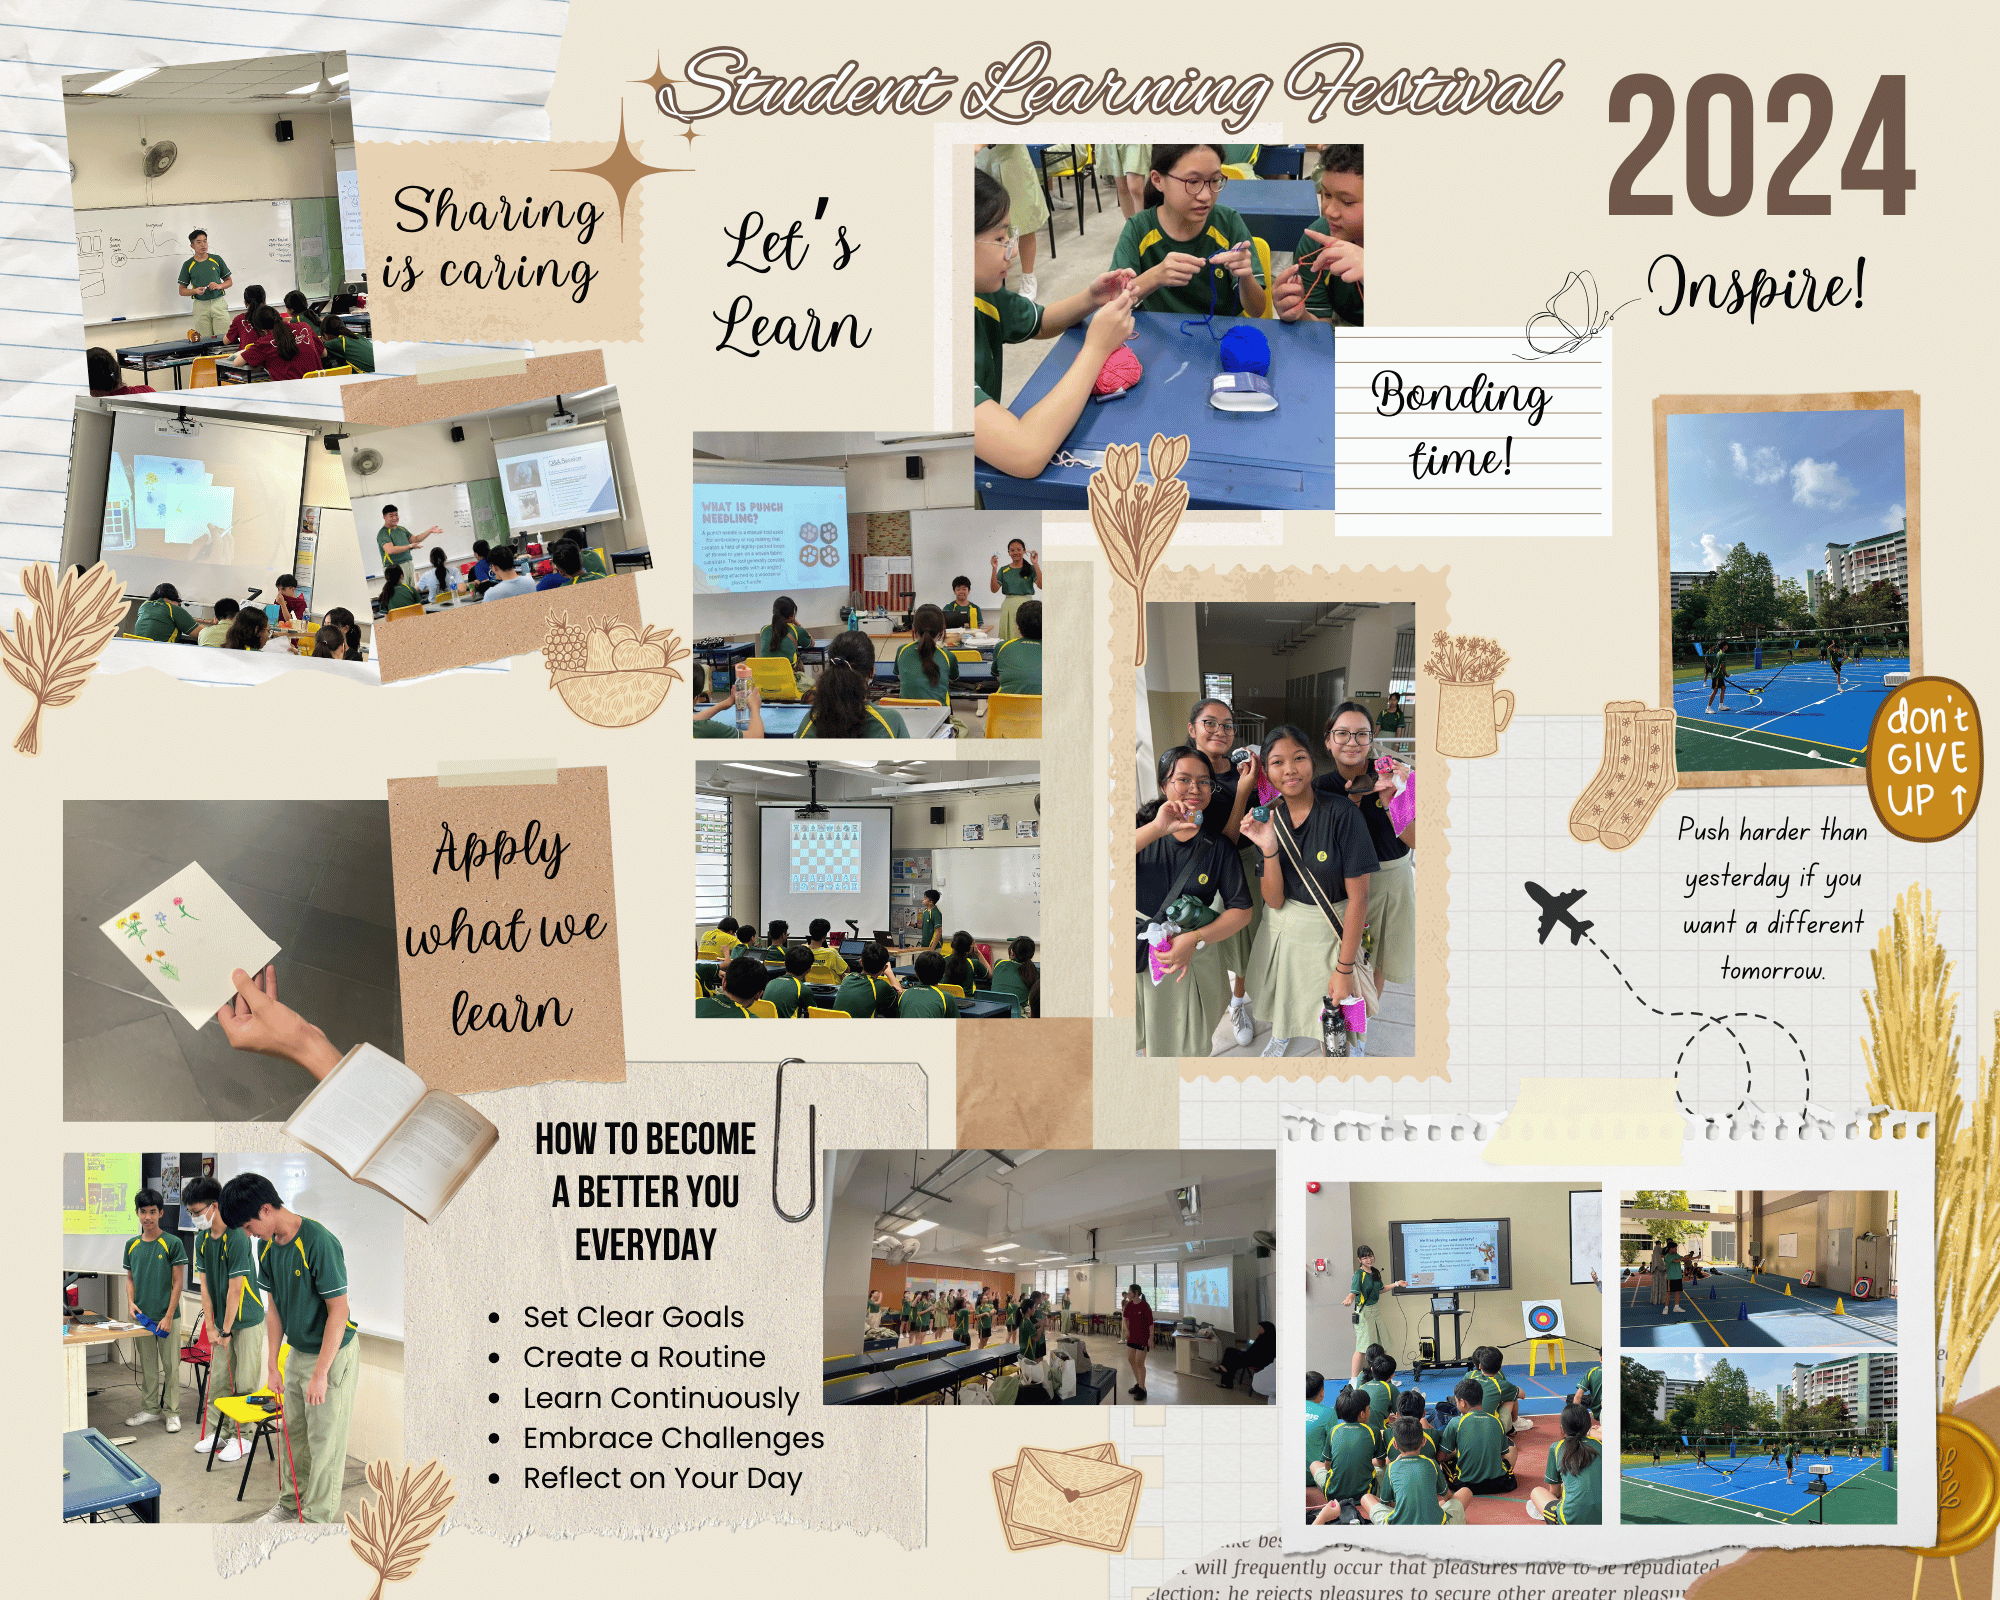 Student Learning Festival
2024
Sharing
is caring
Let's
Learn
Inspire!
Bonding
time!
Q&A Session
WHAT IS PUNCH
NEEDLING?
don't
GIVE
UP ↑
Push harder than
yesterday if you
want a different
tomorrow.
Apply
what we
learn
HOW TO BECOME
A BETTER YOU
EVERYDAY
• Set Clear Goals
• Create a Routine
• Learn Continuously
• Embrace Challenges
• Reflect on Your Day
will frequently occur that pleasures have to be repudiated
election: he rejects pleasures to secure other greater